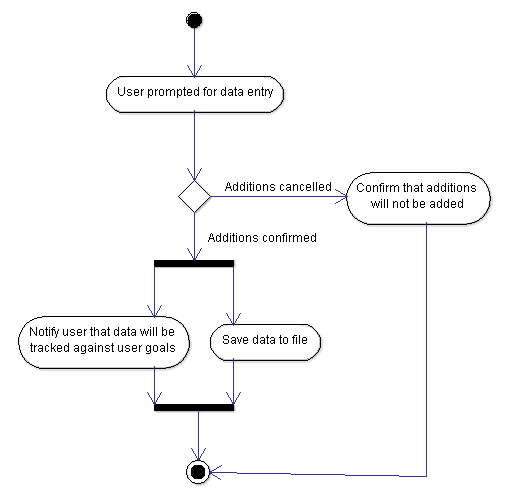 User prompted for data entry
Additions cancelled
Confirm that additions
will not be added
Additions confirmed
Notify user that data will be
tracked against user goals
Save data to file